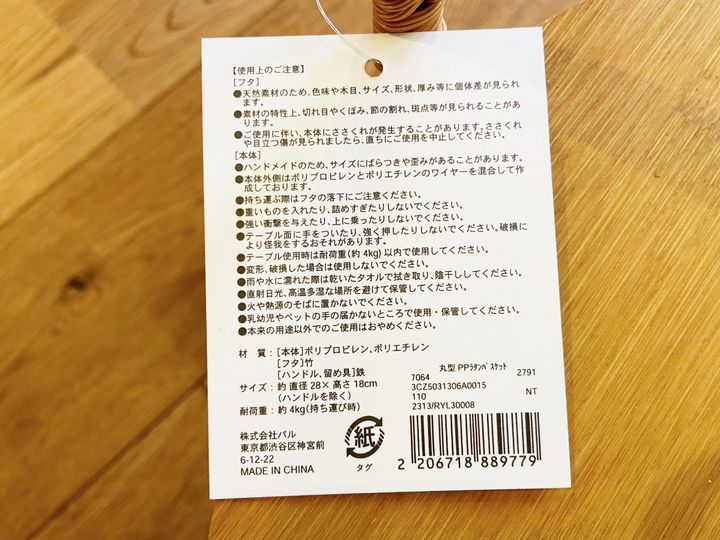 【使用上のご注意】
[フタ]
●天然素材のため、色味や木目、サイズ、形状、厚み等に個体差が見られ
ます。
●素材の特性上、切れ目やくぼみ、節の割れ、斑点等が見られることがあ
ります。
●ご使用に伴い、本体にささくれが発生することがあります。ささくれ
や目立つ傷が見られましたら、直ちにご使用を中止してください。
[本体]
●ハンドメイドのため、サイズにばらつきや歪みがあることがあります。
●本体外側はポリプロピレンとポリエチレンのワイヤーを混合して作
成しております。
●持ち運ぶ際はフタの落下にご注意ください。
●重いものを入れたり、詰めすぎたりしないでください。
●強い衝撃を与えたり、上に乗ったりしないでください。
●テーブル面に手をついたり、強く押したりしないでください。破損
により怪我をするおそれがあります。
●テーブル使用時は耐荷重(約 4kg)以内で使用してください。
●変形、破損した場合は使用しないでください。
●雨や水に濡れた際は乾いたタオルで拭き取り、陰干ししてください。
●直射日光、高温多湿な場所を避けて保管してください。
●火や熱源のそばに置かないでください。
●乳幼児やペットの手の届かないところで使用・保管してください。
●本来の用途以外でのご使用はおやめください。
材 質：[本体]ポリプロピレン、ポリエチレン
[フタ]竹
[ハンドル、留め具]鉄
サイズ：約 直径 28×高さ 18cm
(ハンドルを除く)
耐荷重：約 4kg(持ち運び時)
丸型 PPﾗﾀﾝﾊﾞｽｹｯﾄ
7064 2791
3CZ5031306A0015
110 NT
2313/RYL30008
株式会社パル
東京都渋谷区神宮前
6-12-22
MADE IN CHINA
紙
タグ
2 206718 889779